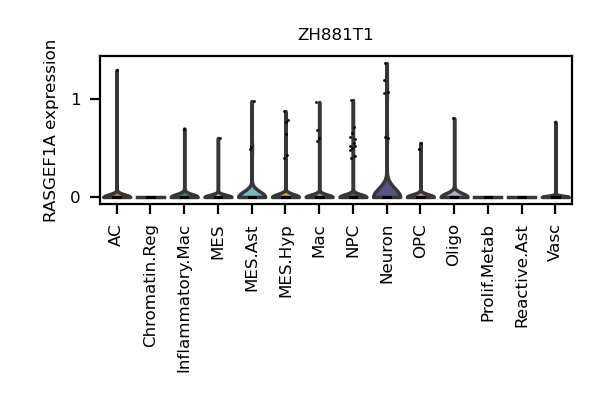 ZH881T1
RASGEF1A expression
1
0
AC
Chromatin.Reg
Inflammatory.Mac
MES
MES.Ast
MES.Hyp
Mac
NPC
Neuron
OPC
Oligo
Prolif.Metab
Reactive.Ast
Vasc